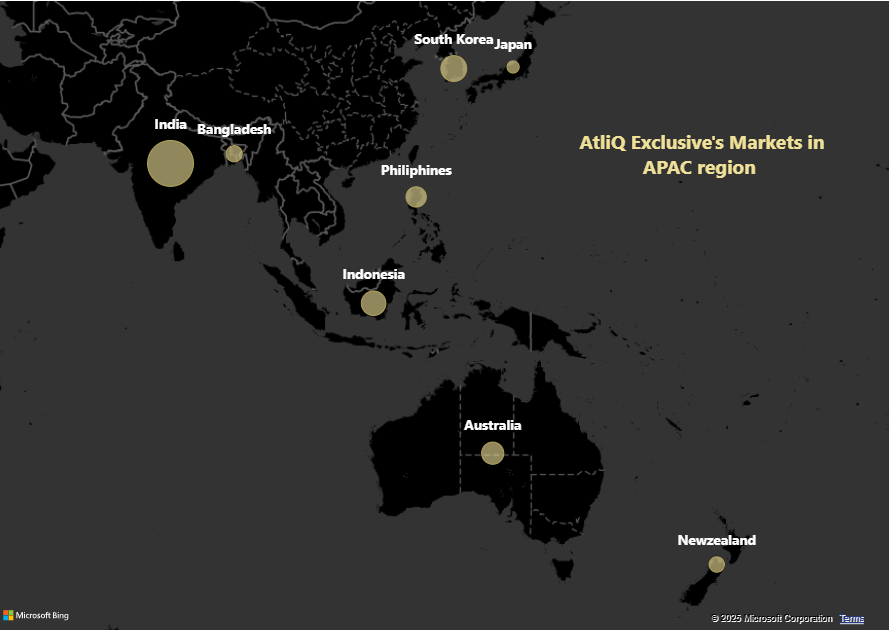 South Korea
Japan
India
Bangladesh
AtliQ Exclusive's Markets in
APAC region
Philiphines
Indonesia
Australia
Newzealand
Microsoft Bing
© 2025 Microsoft Corporation Terms